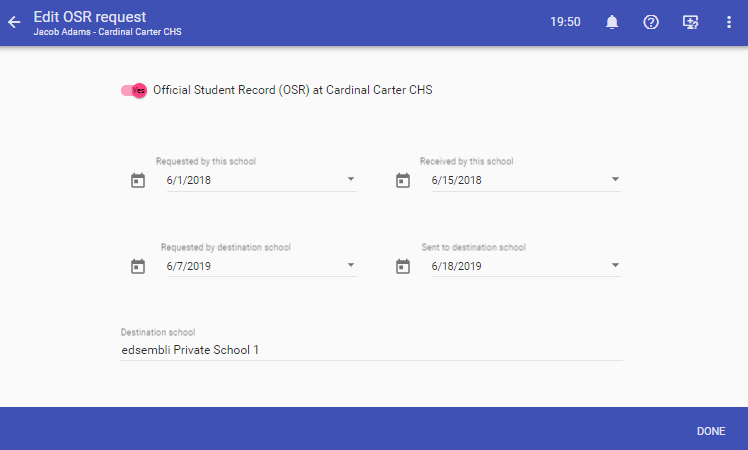 Edit OSR request
Jacob Adams - Cardinal Carter CHS
19:50
Yes Official Student Record (OSR) at Cardinal Carter CHS
Requested by this school Received by this school
6/1/2018 6/15/2018
Requested by destination school Sent to destination school
6/7/2019 6/18/2019
Destination school
edsembli Private School 1
DONE